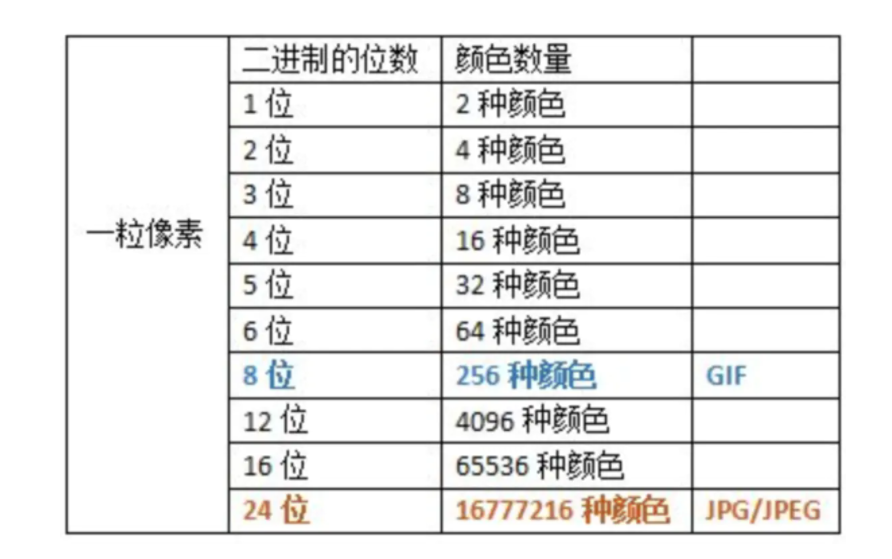 二进制的位数 颜色数量
1 位 2 种颜色
2 位 4 种颜色
3 位 8 种颜色
一粒像素
4 位 16 种颜色
5 位 32 种颜色
6 位 64 种颜色
8 位 256 种颜色 GIF
12 位 4096 种颜色
16 位 65536 种颜色
24 位 16777216 种颜色 JPG/JPEG